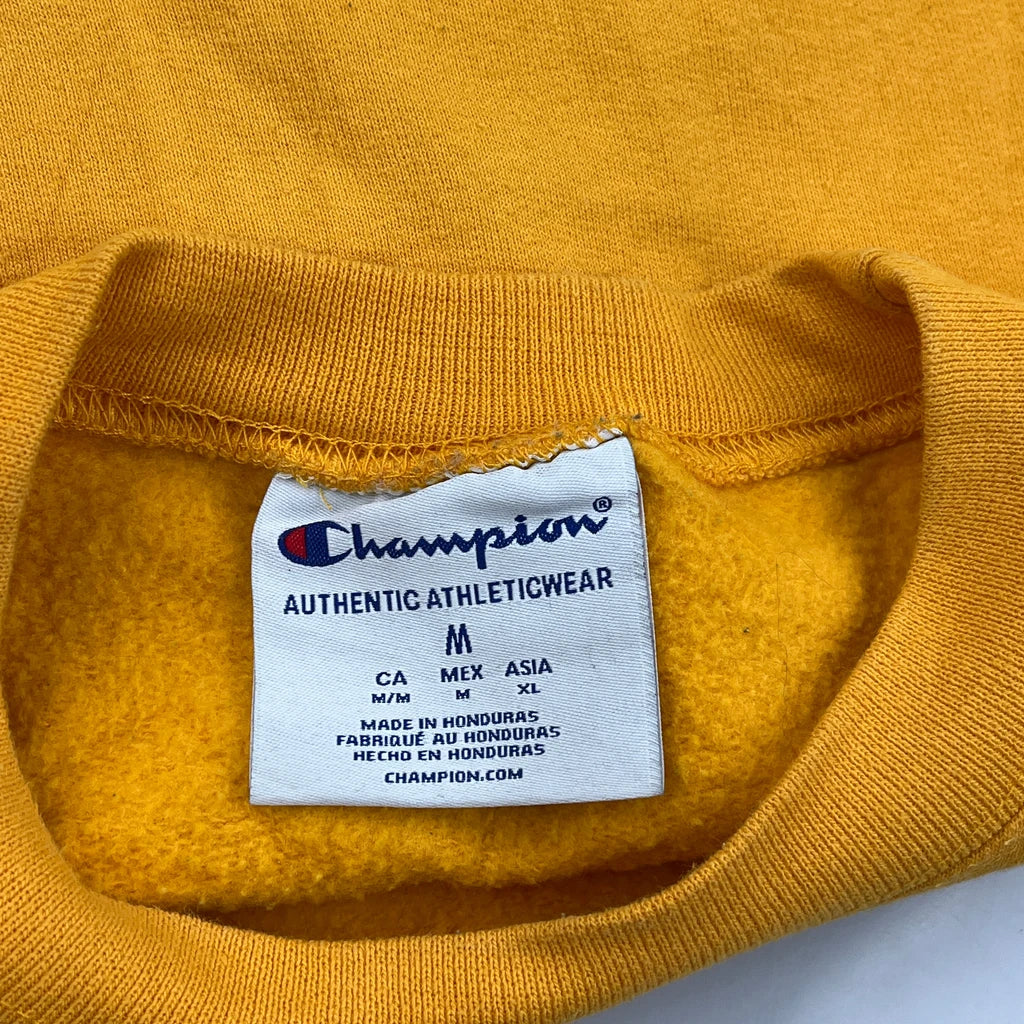 Champion®
AUTHENTIC ATHLETICWEAR
M
CA MEX ASIA
M/M M XL
MADE IN HONDURAS
FABRIQUÉ AU HONDURAS
HECHO EN HONDURAS
CHAMPION.COM